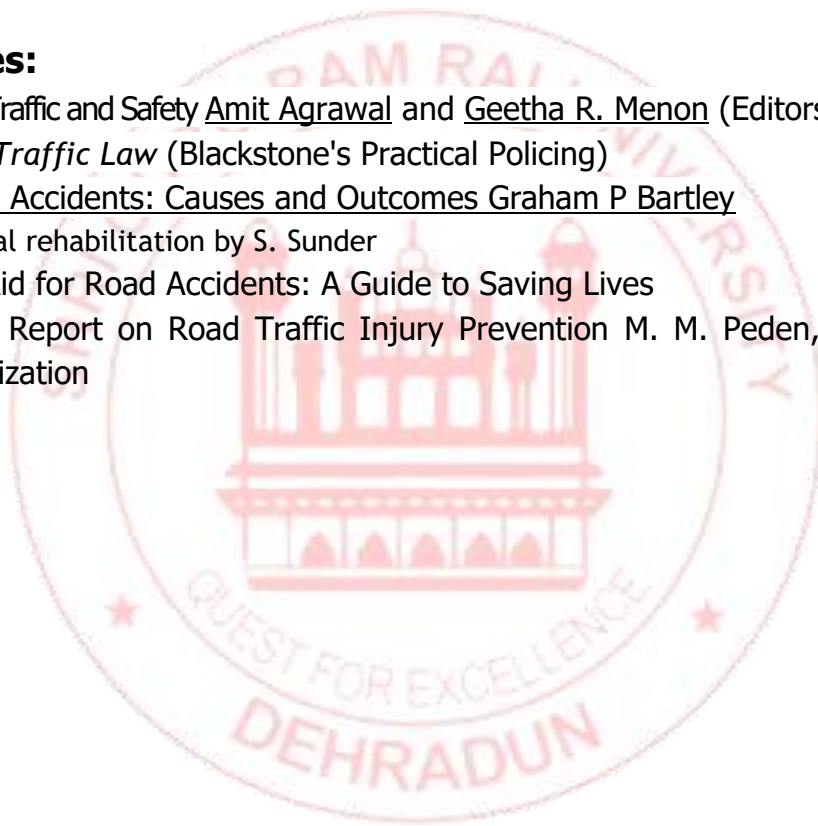 es:
raffic and Safety Amit Agrawal and Geetha R. Menon (Editors
Traffic Law (Blackstone's Practical Policing)
Accidents: Causes and Outcomes Graham P Bartley
al rehabilitation by S. Sunder
id for Road Accidents: A Guide to Saving Lives
Report on Road Traffic Injury Prevention M. M. Peden,
ization
RAM RAI UNIVERSITY
QUEST FOR EXCELLENCE
DEHRADUN